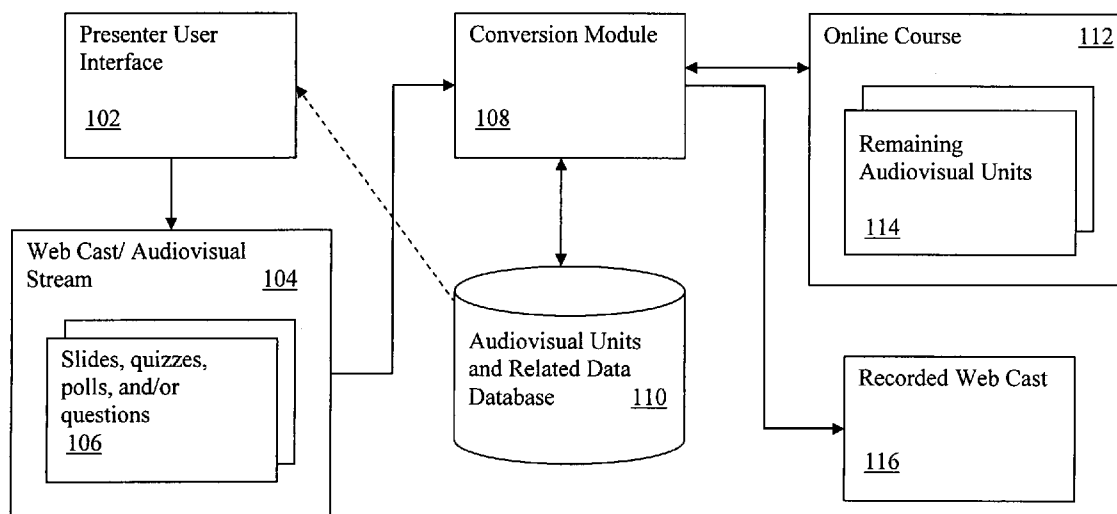 Presenter User
Interface
102
Conversion Module
108
Online Course 112
Remaining
Audiovisual Units
114
Web Cast/ Audiovisual
Stream 104
Slides, quizzes,
polls, and/or
questions
106
Audiovisual Units
and Related Data
Database 110
Recorded Web Cast
116